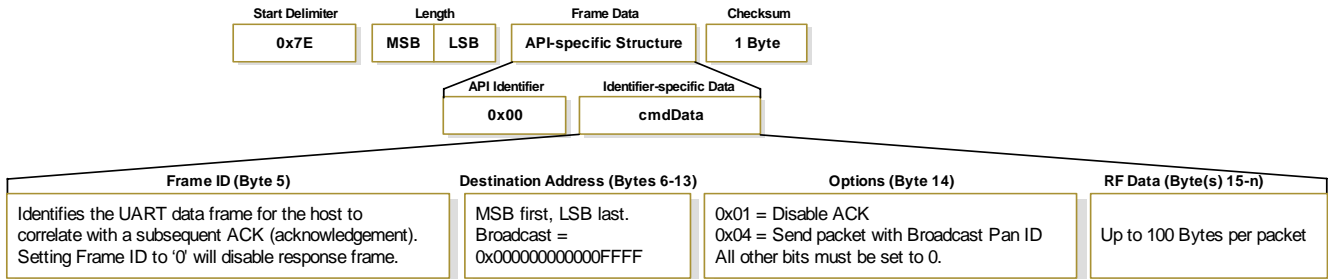 Start Delimiter
Length
Frame Data
Checksum
0x7E
MSB
LSB
API-specific Structure
1 Byte
API Identifier
Identifier-specific Data
0x00
cmdData
Frame ID (Byte 5)
Identifies the UART data frame for the host to
correlate with a subsequent ACK (acknowledgement).
Setting Frame ID to ‘0' will disable response frame.
Destination Address (Bytes 6-13)
MSB first, LSB last.
Broadcast =
0x000000000000FFFF
Options (Byte 14)
0x01 = Disable ACK
0x04 = Send packet with Broadcast Pan ID
All other bits must be set to 0.
RF Data (Byte(s) 15-n)
Up to 100 Bytes per packet